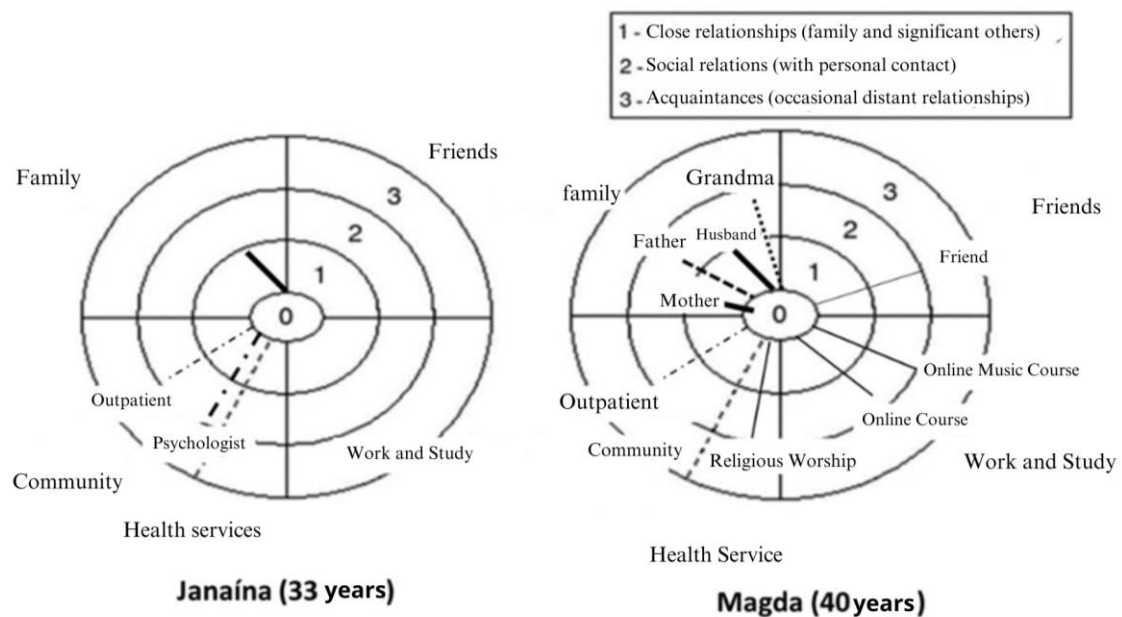 1 - Close relationships (family and significant others)
2 - Social relations (with personal contact)
3 - Acquaintances (occasional distant relationships)
Family
Friends
3
2
1
0
Outpatient
Psychologist
Work and Study
Community
Health services
Janaína (33 years)
family
Grandma
Friends
3
Father
Husband
2
Friend
1
Mother
0
Online Music Course
Outpatient
Online Course
Community
Religious Worship
Work and Study
Health Service
Magda (40 years)